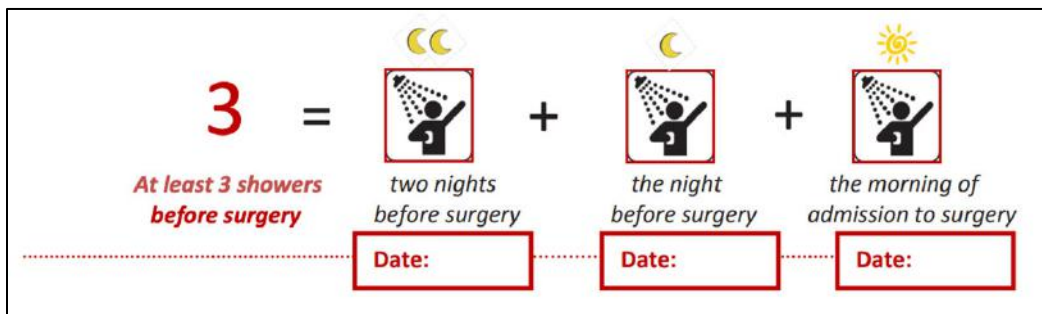 3 = + +
At least 3 showers
before surgery
two nights
before surgery
the night
before surgery
the morning of
admission to surgery
Date:
Date:
Date: